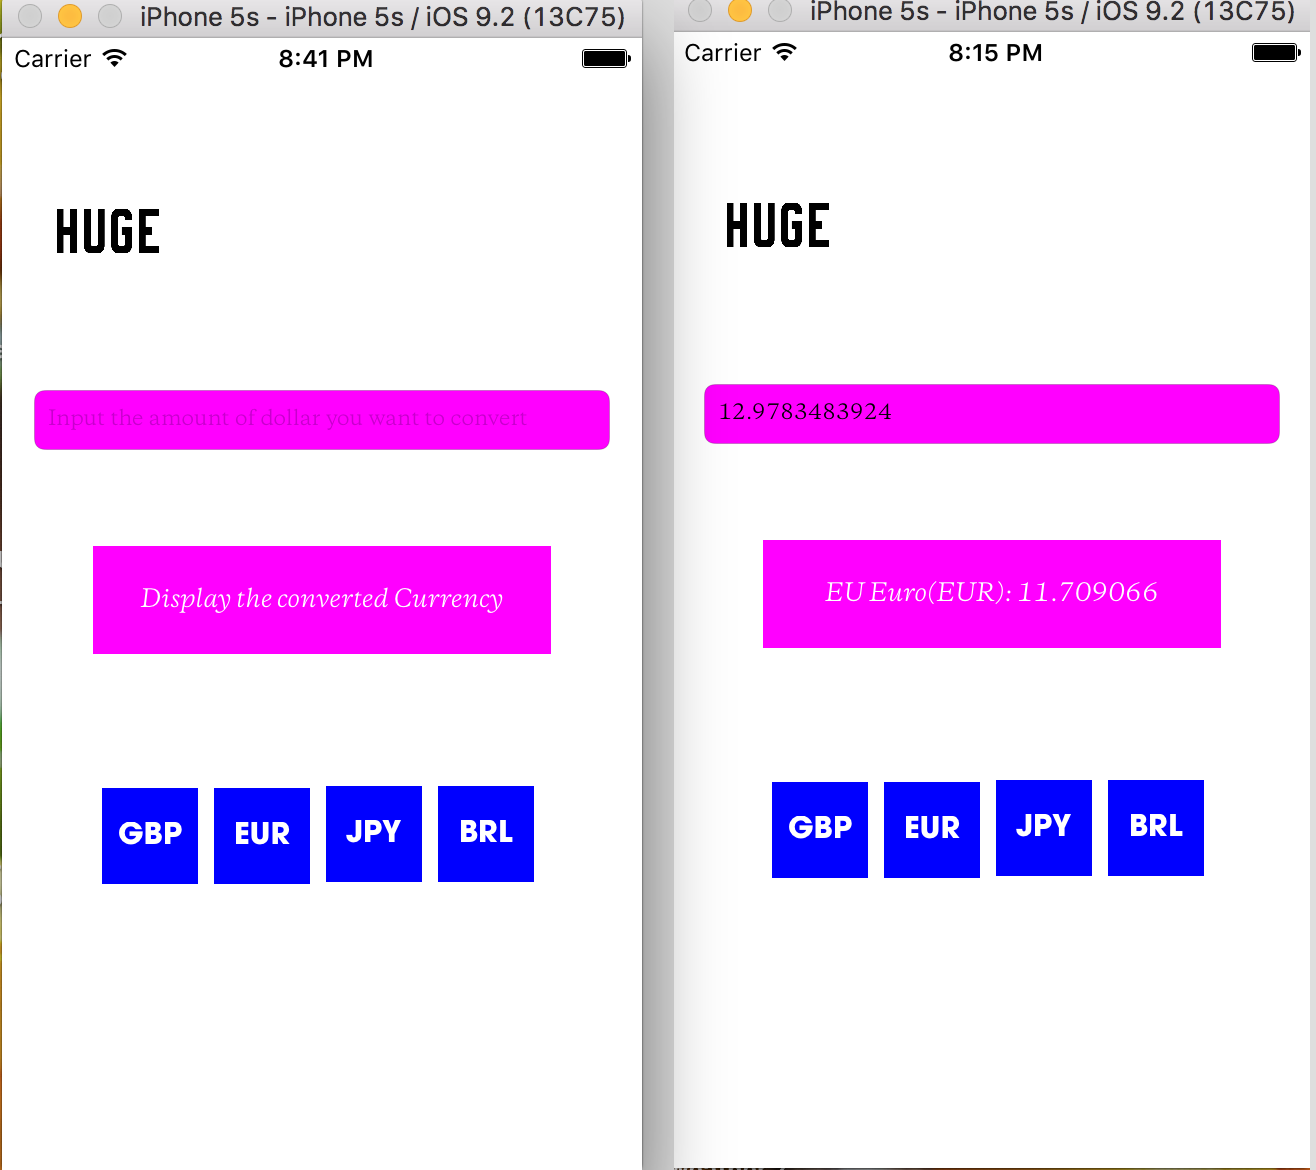 iPhone 5s - iPhone 5s / iOS 9.2 (13C75)
Carrier 8:41 PM
HUGE
Input the amount of dollar you want to convert
Display the converted Currency
GBP EUR JPY BRL
iPhone 5s - iPhone 5s / iOS 9.2 (13C75)
Carrier 8:15 PM
HUGE
12.9783483924
EU Euro(EUR): 11.709066
GBP EUR JPY BRL